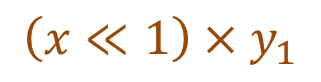 (x ≪ 1) × y₁